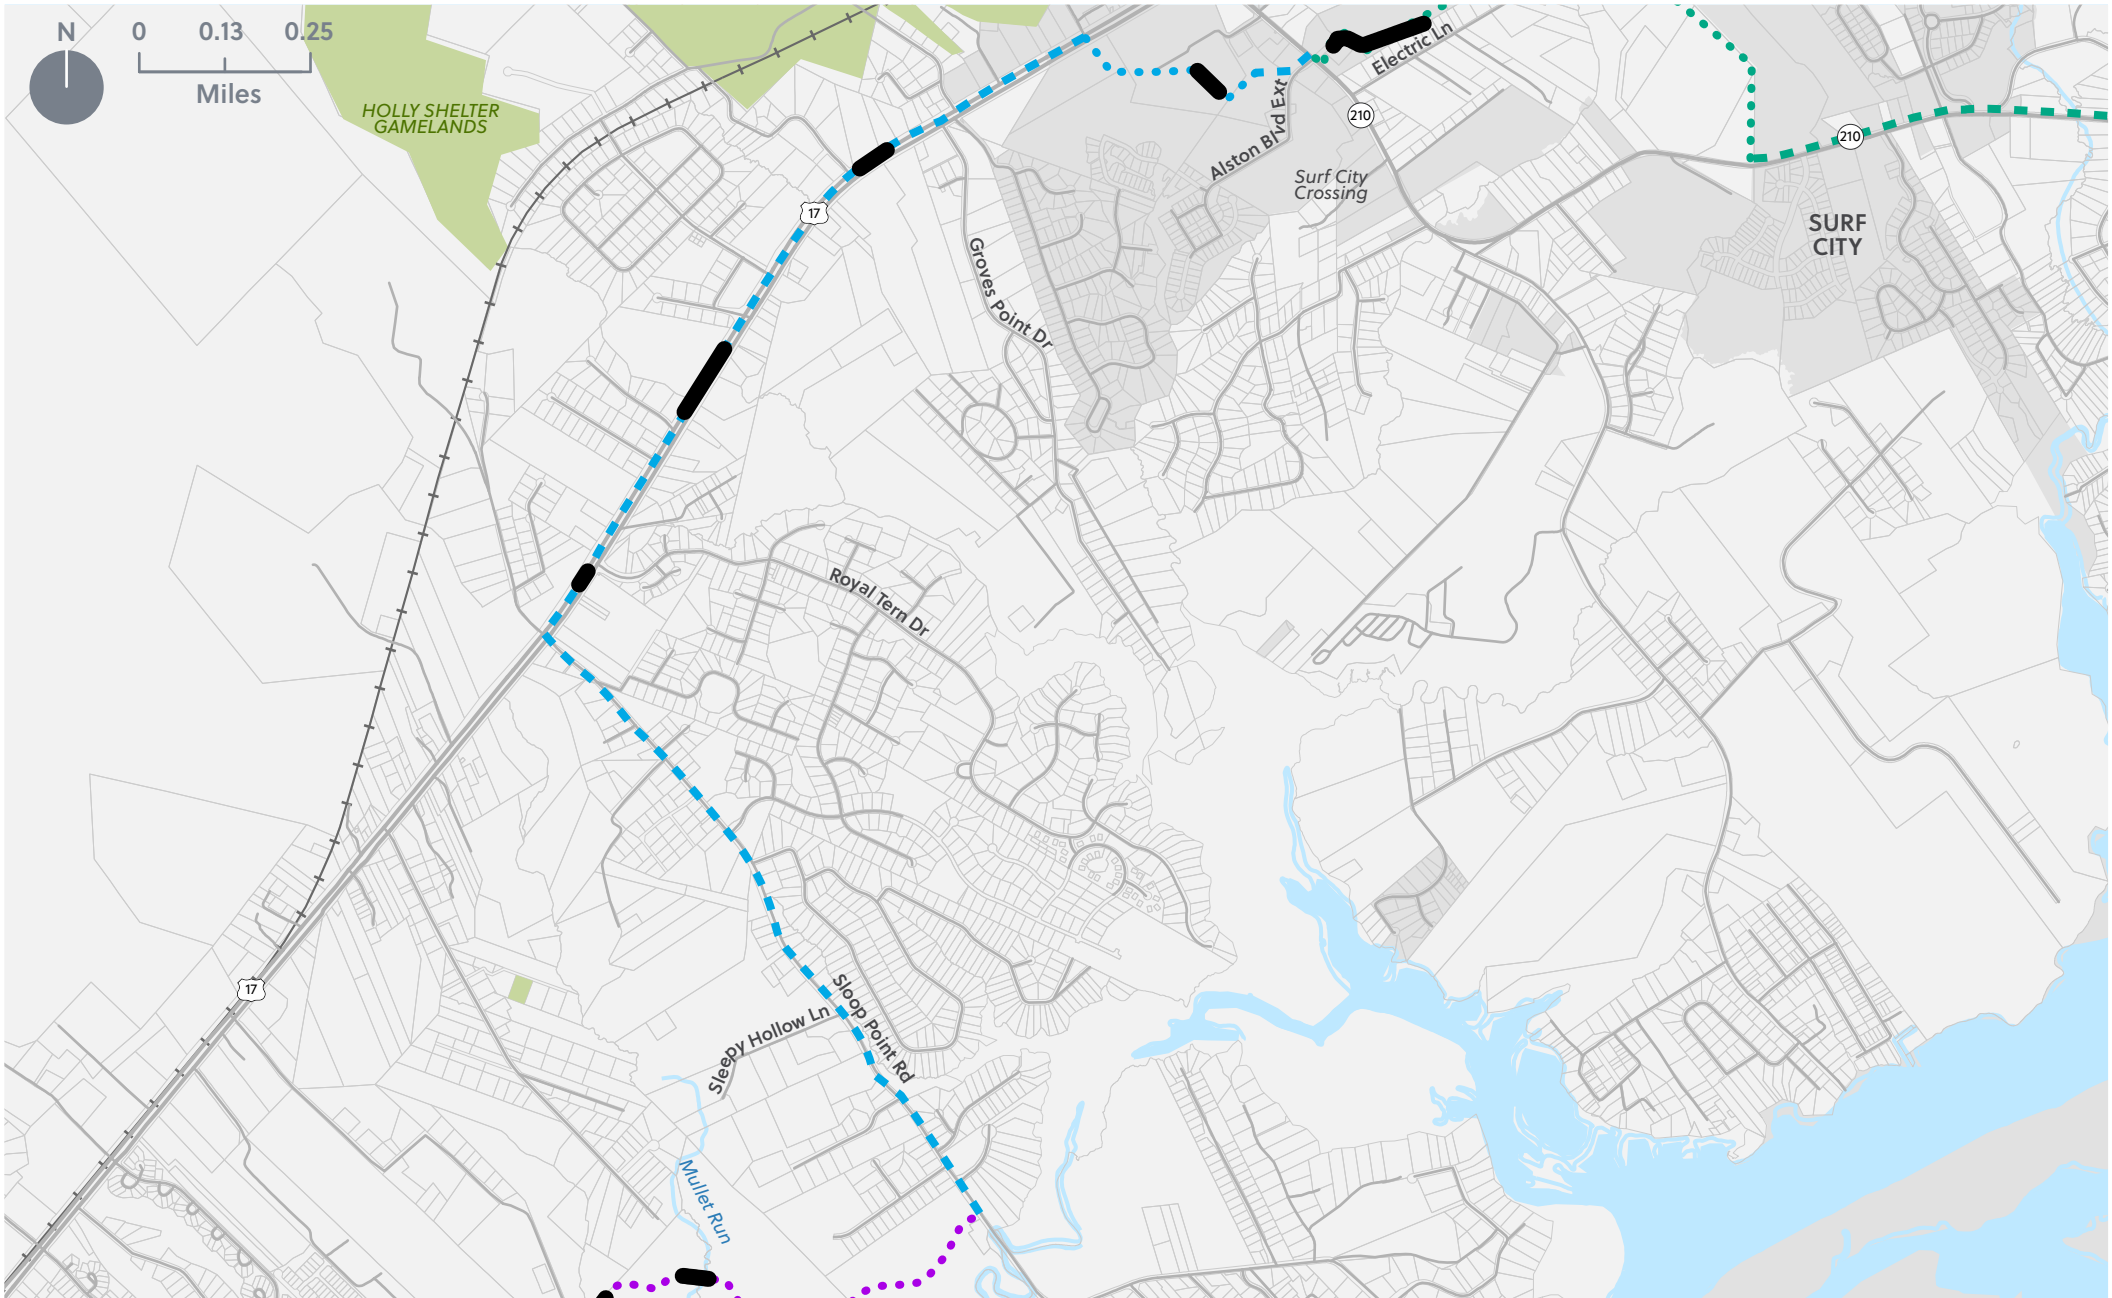 N
0 0.13 0.25
Miles
HOLLY SHELTER
GAMELANDS
Electric Ln
210
Alston Blvd Ext
Surf City
Crossing
210
SURF
CITY
17
Groves Point Dr
Royal Tern Dr
17
Sloop Point Rd
Sleepy Hollow Ln
Mullet Run